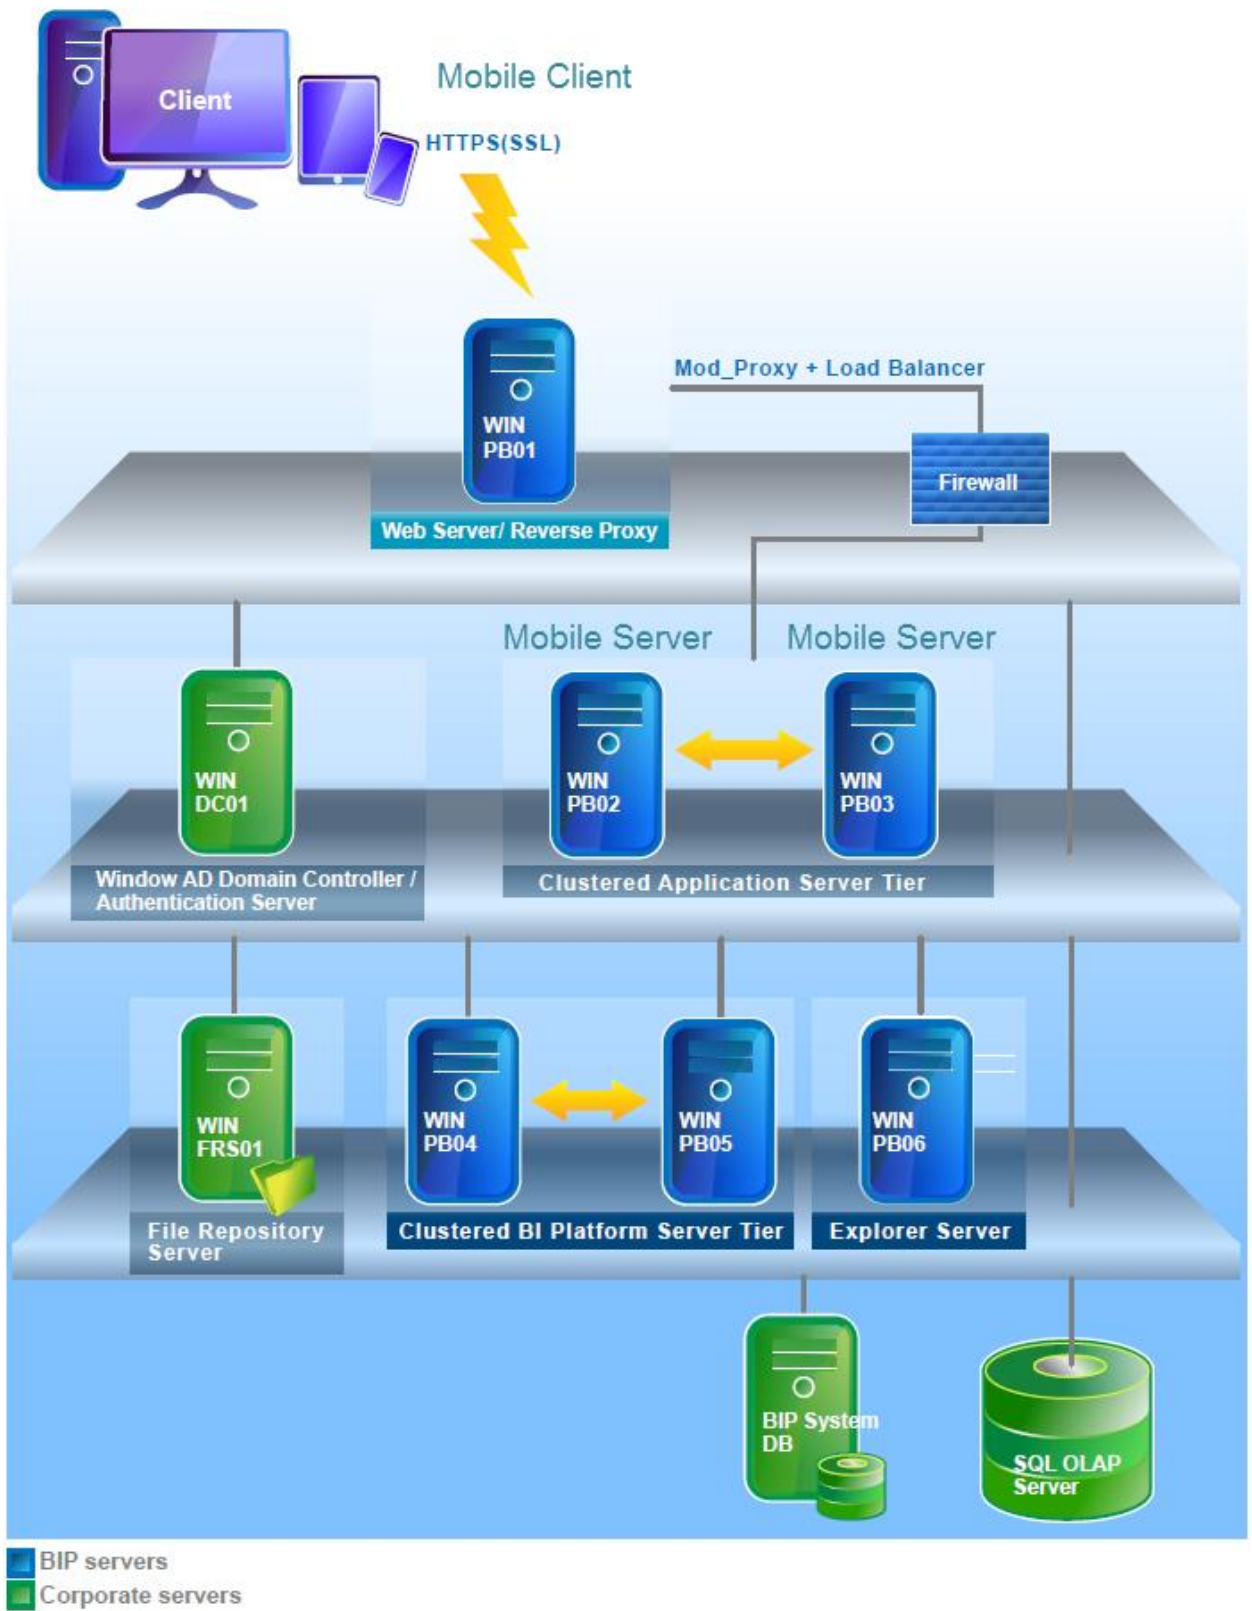 Mobile Client
Client
HTTPS(SSL)
Mod_Proxy + Load Balancer
WIN
PB01
Firewall
Web Server/ Reverse Proxy
Mobile Server
Mobile Server
WIN
DC01
WIN
PB02
WIN
PB03
Window AD Domain Controller /
Authentication Server
Clustered Application Server Tier
WIN
FRS01
WIN
PB04
WIN
PB05
WIN
PB06
File Repository
Server
Clustered BI Platform Server Tier
Explorer Server
BIP System
DB
SQL OLAP
Server
BIP servers
Corporate servers